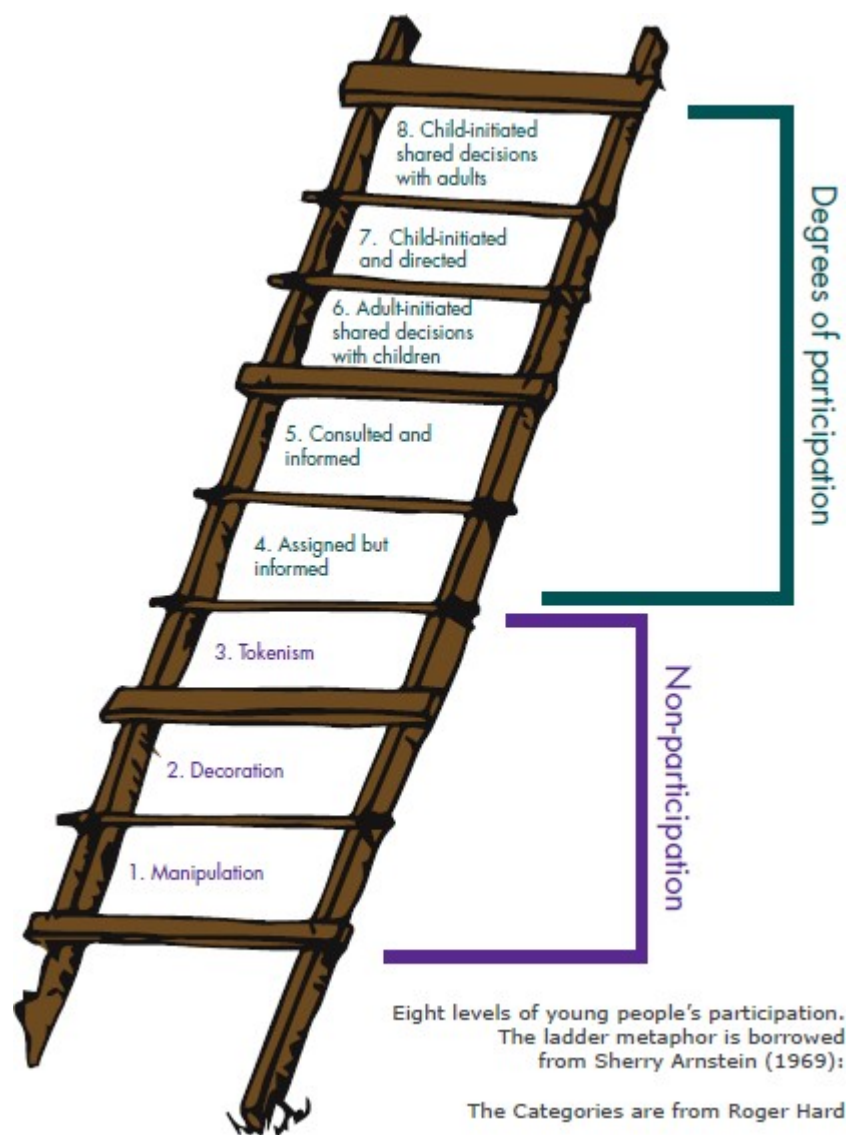 8. Child-initiated
shared decisions
with adults
7. Child-initiated
and directed
6. Adult-initiated
shared decisions
with children
5. Consulted and
informed
4. Assigned but
informed
3. Tokenism
2. Decoration
1. Manipulation
Degrees of participation
Non-participation
Eight levels of young people's participation.
The ladder metaphor is borrowed
from Sherry Arnstein (1969):
The Categories are from Roger Hard